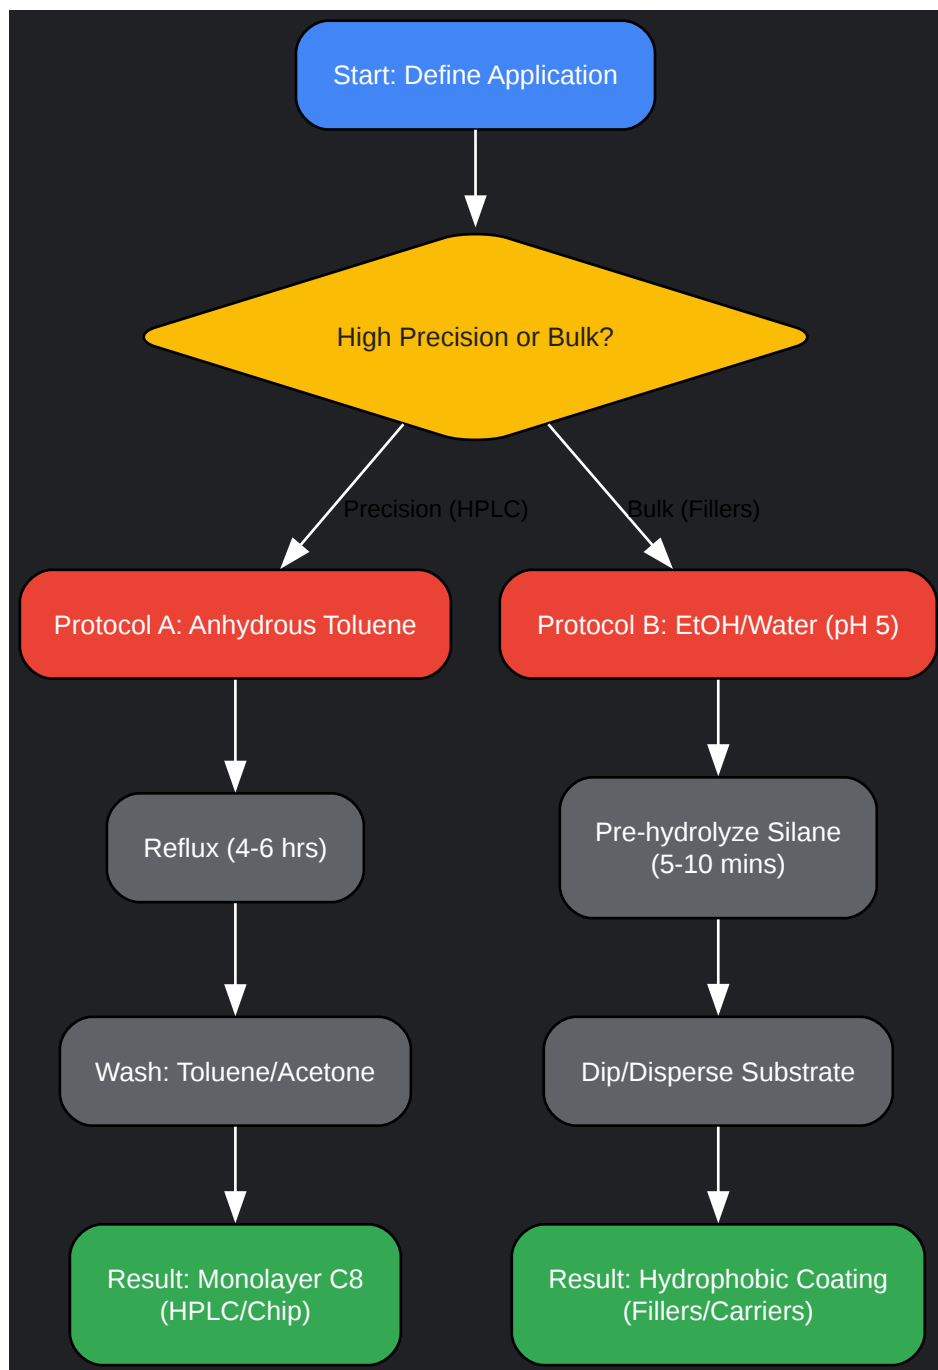 Start: Define Application
High Precision or Bulk?
Precision (HPLC)
Bulk (Fillers)
Protocol A: Anhydrous Toluene
Protocol B: EtOH/Water (pH 5)
Reflux (4-6 hrs)
Pre-hydrolyze Silane
(5-10 mins)
Wash: Toluene/Acetone
Dip/Disperse Substrate
Result: Monolayer C8
(HPLC/Chip)
Result: Hydrophobic Coating
(Fillers/Carriers)